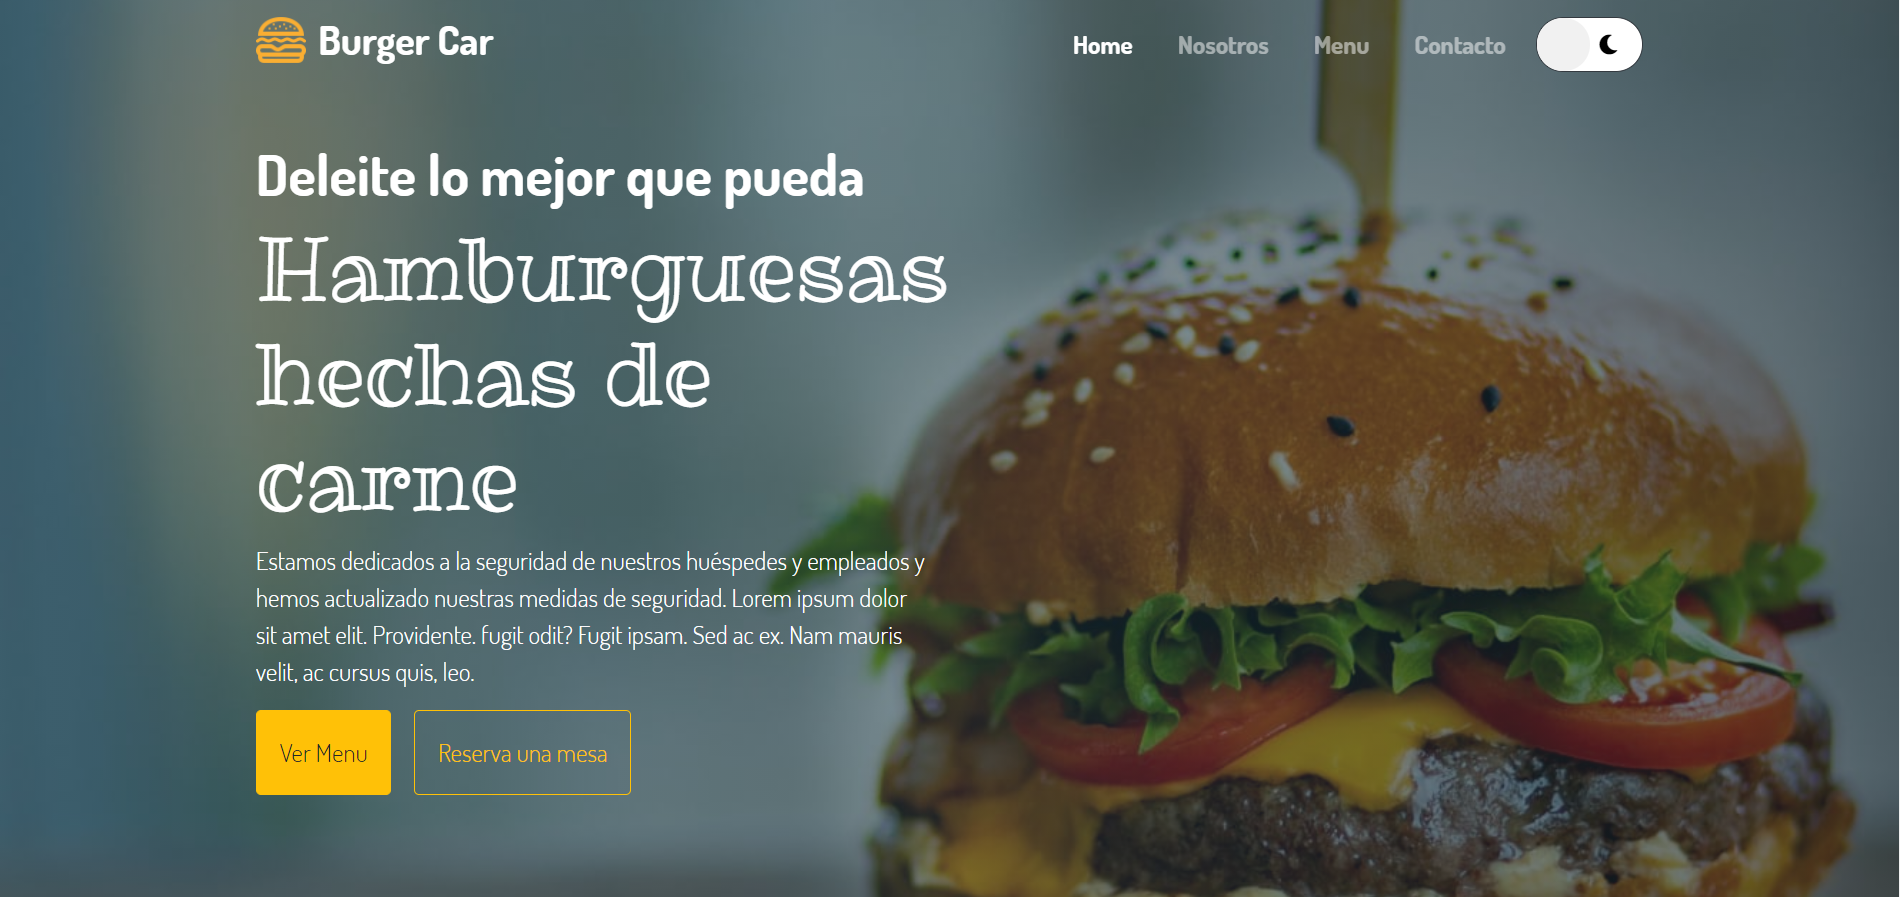 Burger Car
Home Nosotros Menu Contacto
Deleite lo mejor que pueda
Hamburguesas
hechas de
carne
Estamos dedicados a la seguridad de nuestros huéspedes y empleados y
hemos actualizado nuestras medidas de seguridad. Lorem ipsum dolor
sit amet elit. Providente. fugit odit? Fugit ipsam. Sed ac ex. Nam mauris
velit, ac cursus quis, leo.
Ver Menu Reserva una mesa